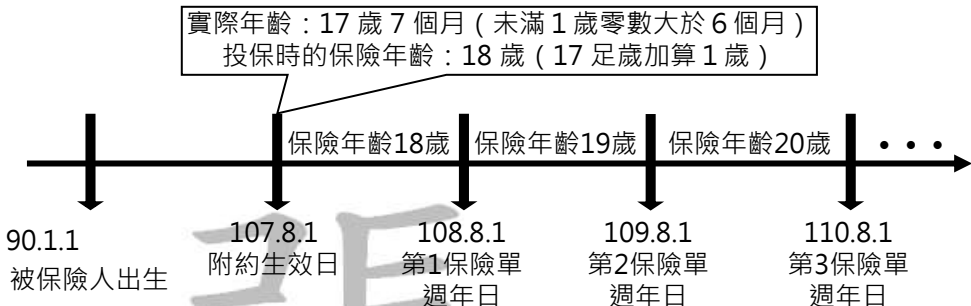 實際年齡：17 歲 7 個月（未滿 1 歲零數大於 6 個月）
投保時的保險年齡：18 歲（17 足歲加算 1 歲）
保險年齡18歲
保險年齡19歲
保險年齡20歲
• • •
90.1.1
被保險人出生
107.8.1
附約生效日
108.8.1
第1保險單
週年日
109.8.1
第2保險單
週年日
110.8.1
第3保險單
週年日